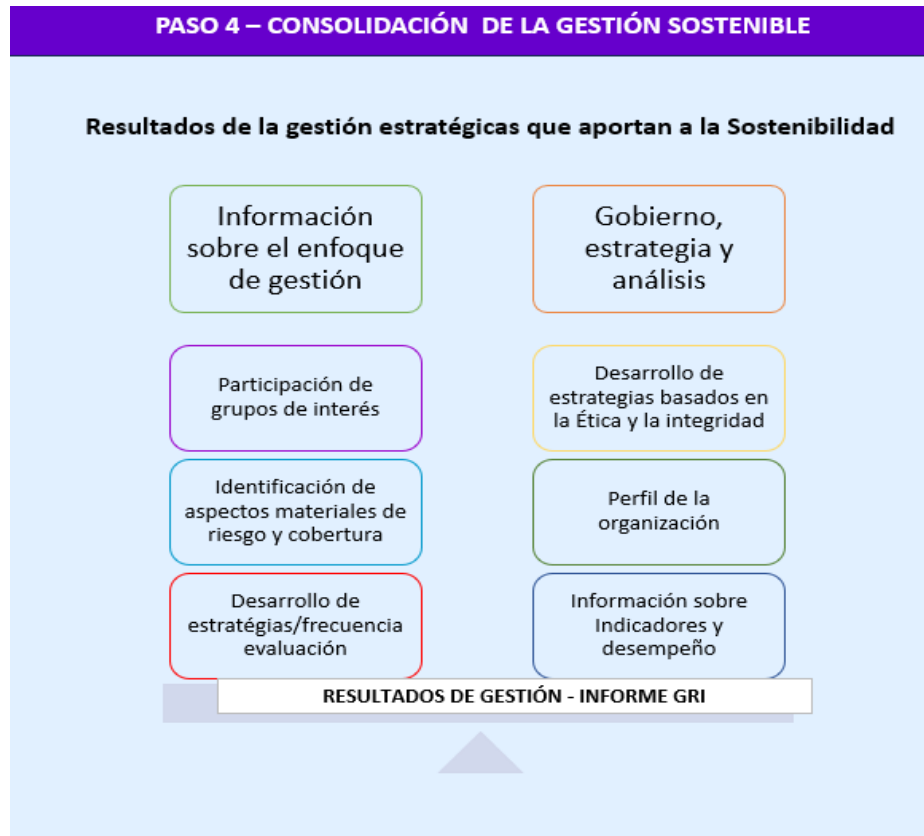 PASO 4 – CONSOLIDACIÓN DE LA GESTIÓN SOSTENIBLE
Resultados de la gestión estratégicas que aportan a la Sostenibilidad
Información
sobre el enfoque
de gestión
Gobierno,
estrategia y
análisis
Participación de
grupos de interés
Desarrollo de
estrategias basados en
la Ética y la integridad
Identificación de
aspectos materiales de
riesgo y cobertura
Perfil de la
organización
Desarrollo de
estratégias/frecuencia
evaluación
Información sobre
Indicadores y
desempeño
RESULTADOS DE GESTIÓN - INFORME GRI